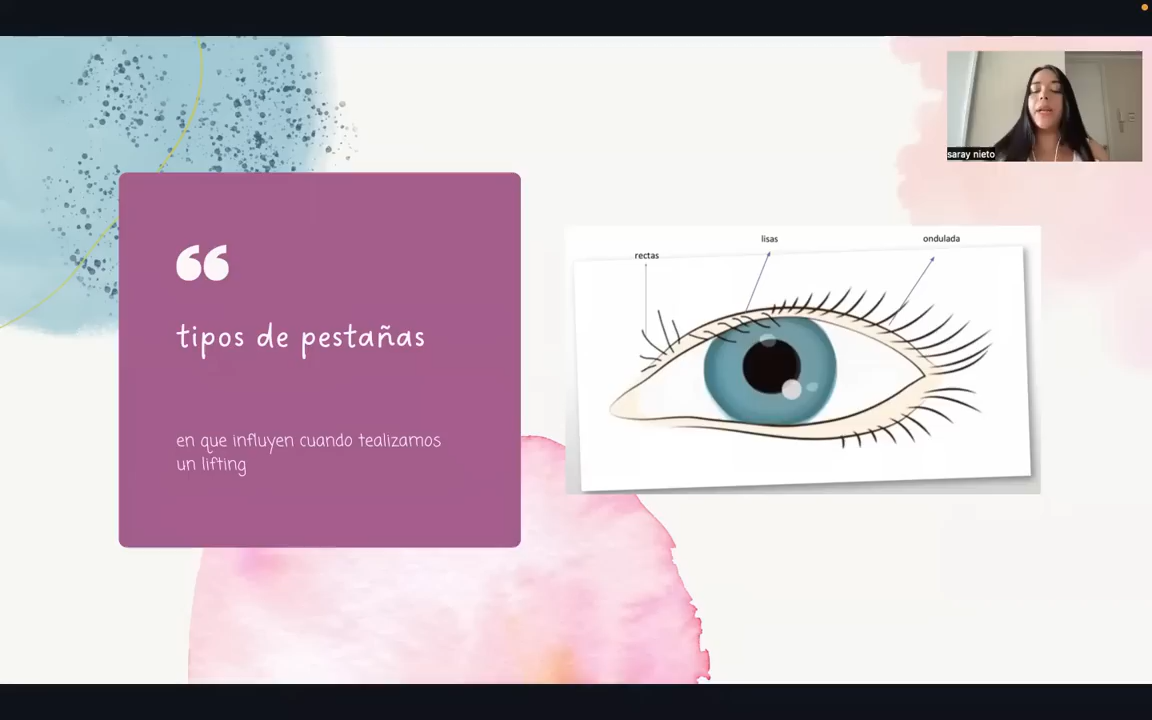 saray nieto
“
tipos de pestañas
en que influyen cuando tealizamos
un lifting
rectas
lisas
ondulada